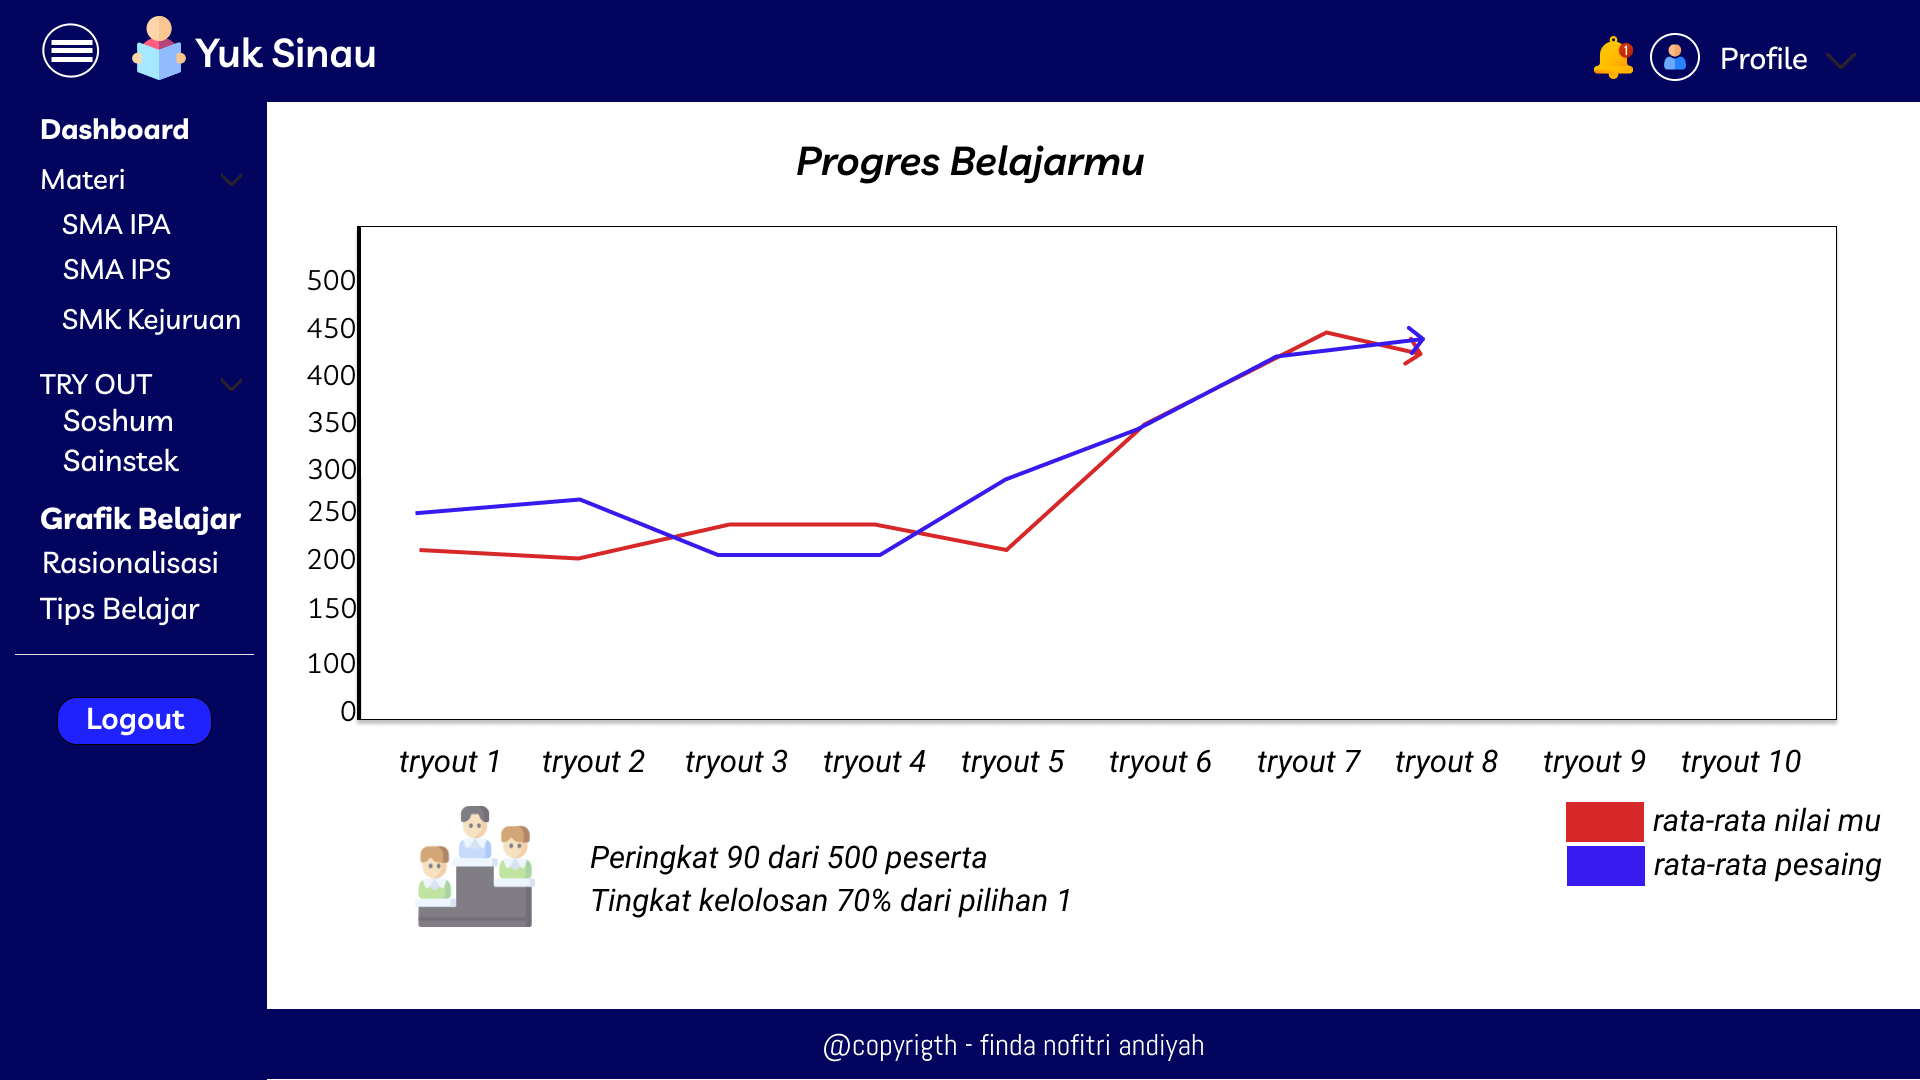 Yuk Sinau
1
Profile
Dashboard
Materi
SMA IPA
SMA IPS
SMK Kejuruan
TRY OUT
Soshum
Sainstek
Grafik Belajar
Rasionalisasi
Tips Belajar
Logout
Progres Belajarmu
500
450
400
350
300
250
200
150
100
0
tryout 1 tryout 2 tryout 3 tryout 4 tryout 5 tryout 6 tryout 7 tryout 8 tryout 9 tryout 10
Peringkat 90 dari 500 peserta
Tingkat kelolosan 70% dari pilihan 1
rata-rata nilai mu
rata-rata pesaing
@copyrigth - finda nofitri andiyah